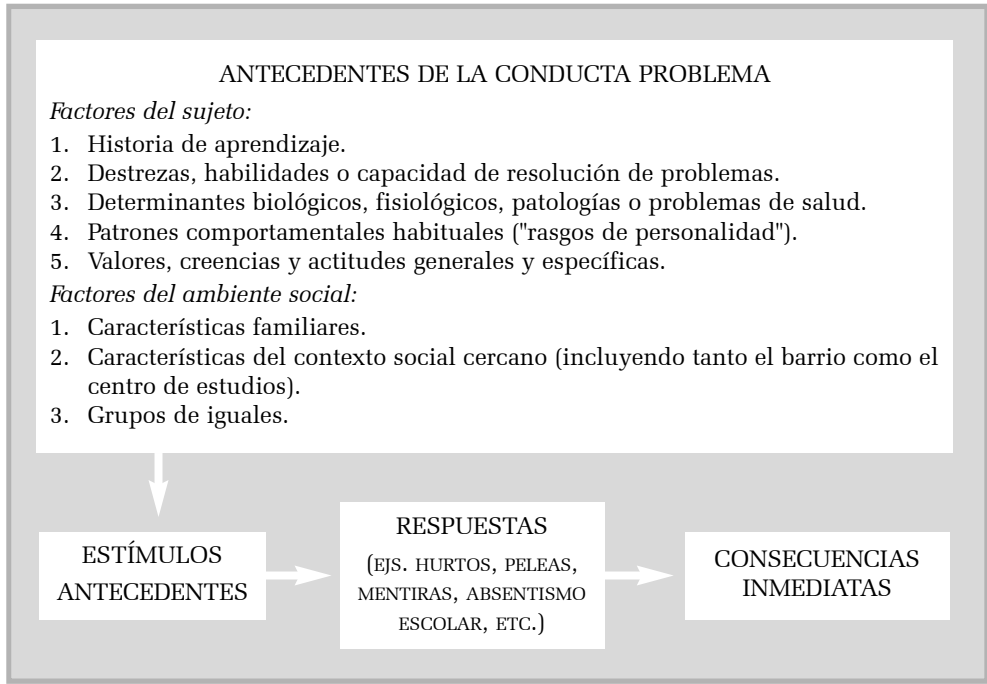 ANTECEDENTES DE LA CONDUCTA PROBLEMA
Factores del sujeto:
1. Historia de aprendizaje.
2. Destrezas, habilidades o capacidad de resolución de problemas.
3. Determinantes biológicos, fisiológicos, patologías o problemas de salud.
4. Patrones comportamentales habituales ("rasgos de personalidad").
5. Valores, creencias y actitudes generales y específicas.
Factores del ambiente social:
1. Características familiares.
2. Características del contexto social cercano (incluyendo tanto el barrio como el
centro de estudios).
3. Grupos de iguales.
ESTÍMULOS
ANTECEDENTES
RESPUESTAS
(EJS. HURTOS, PELEAS,
MENTIRAS, ABSENTISMO
ESCOLAR, ETC.)
CONSECUENCIAS
INMEDIATAS